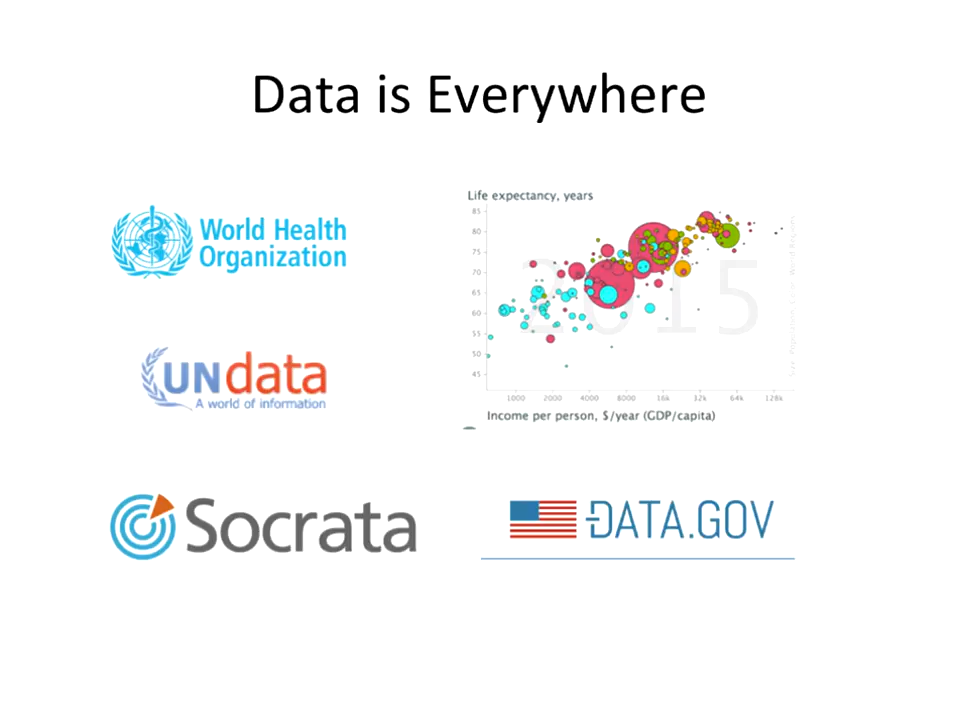 Data is Everywhere
World Health
Organization
UNdata
A world of information
Life expectancy, years
85
80
75
70
65
60
55
50
45
2015
1000 2000 4000 8000 16k 32k 64k 128k
Income per person, $/year (GDP/capita)
Socrata
DATA.GOV